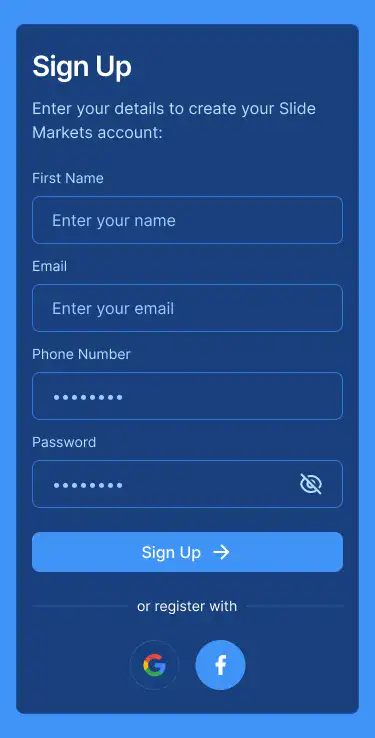 Sign Up
Enter your details to create your Slide
Markets account:
First Name
Enter your name
Email
Enter your email
Phone Number
••••••••
Password
••••••••
Sign Up →
or register with
G
f